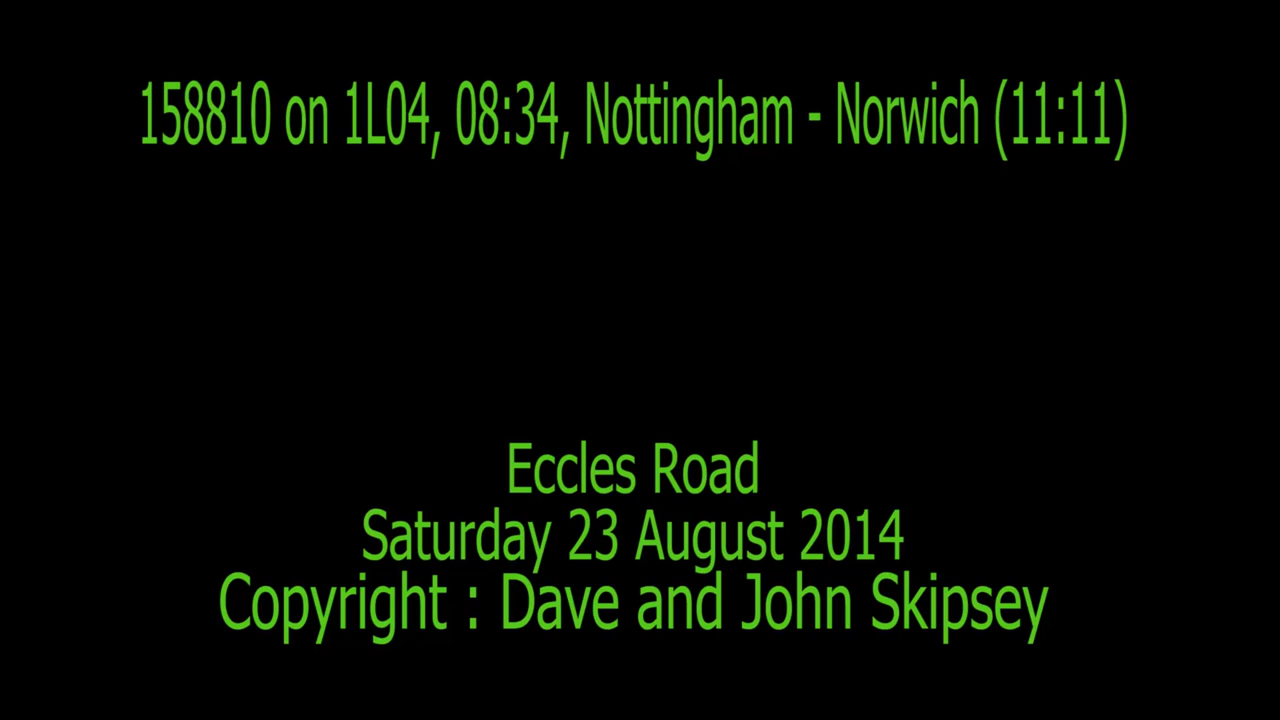 158810 on 1L04, 08:34, Nottingham - Norwich (11:11)
Eccles Road
Saturday 23 August 2014
Copyright : Dave and John Skipsey